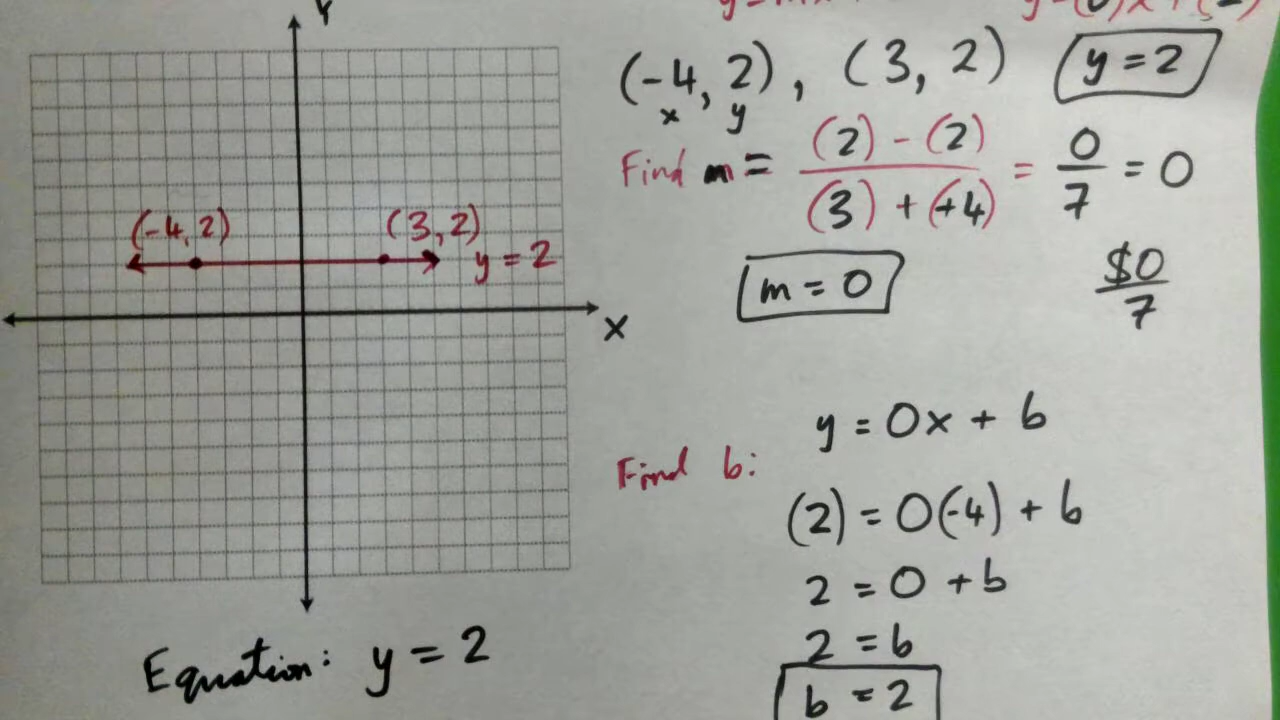 Y
(-4, 2)
(3, 2)
y = 2
X
Equation: y = 2
(-4, 2), (3, 2)
x y
y = 2
Find m = (2) - (2) / (3) + (+4) = 0/7 = 0
m = 0
$0/7
y = 0x + b
Find b:
(2) = 0(-4) + b
2 = 0 + b
2 = b
b = 2